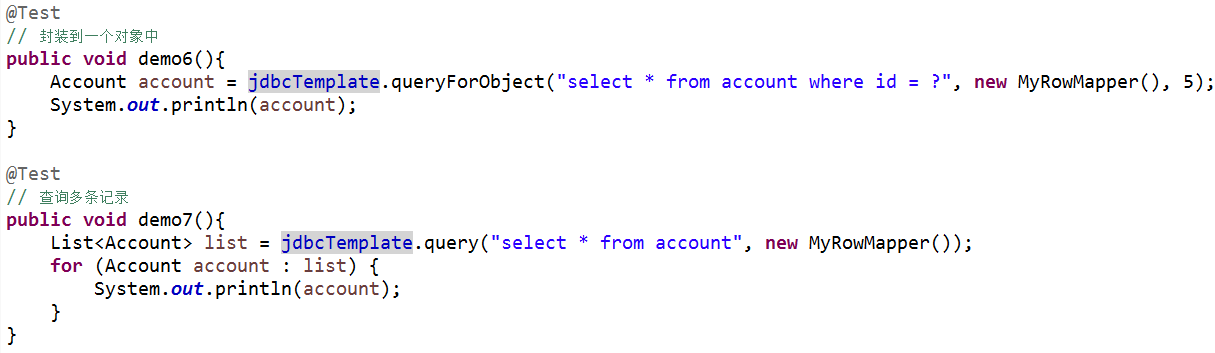 @Test
// 封装到一个对象中
public void demo6(){
    Account account = jdbcTemplate.queryForObject("select * from account where id = ?", new MyRowMapper(), 5);
    System.out.println(account);
}

@Test
// 查询多条记录
public void demo7(){
    List<Account> list = jdbcTemplate.query("select * from account", new MyRowMapper());
    for (Account account : list) {
        System.out.println(account);
    }
}